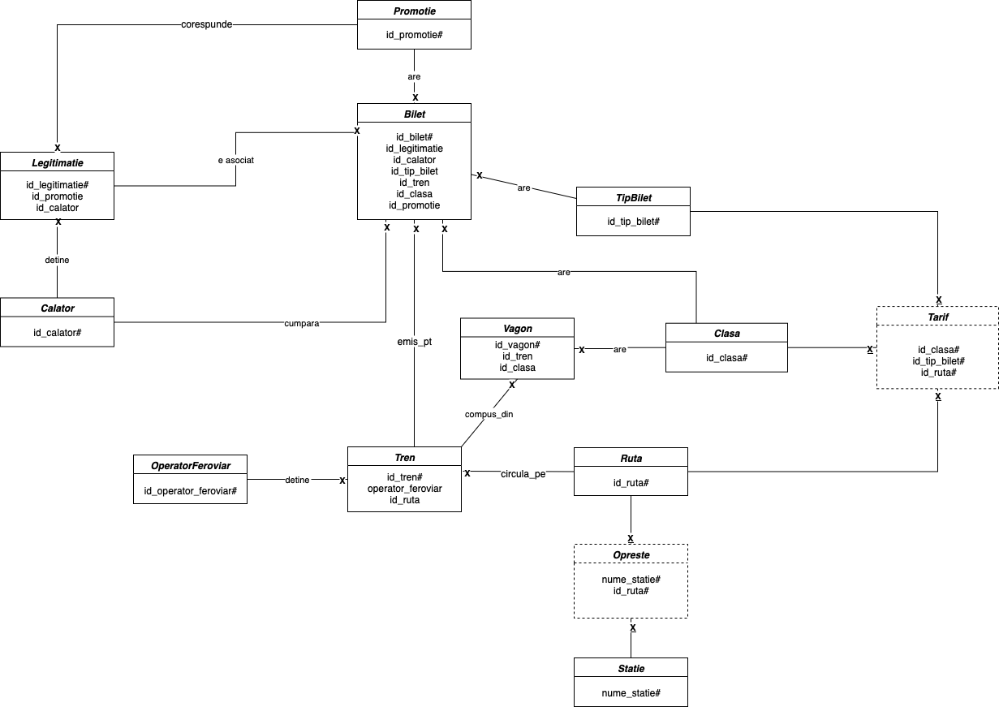 Promotie
id_promotie#
corespunde
are
X
Bilet
id_bilet#
id_legitimatie
id_calator
id_tip_bilet
id_tren
id_clasa
id_promotie
X
X
Legitimatie
id_legitimatie#
id_promotie
id_calator
e asociat
X
are
TipBilet
id_tip_bilet#
X
X
X
X
detine
are
Calator
id_calator#
cumpara
emis_pt
Vagon
id_vagon#
id_tren
id_clasa
X
are
Clasa
id_clasa#
X
X
Tarif
id_clasa#
id_tip_bilet#
id_ruta#
X
X
compus_din
OperatorFeroviar
id_operator_feroviar#
detine
X
Tren
id_tren#
operator_feroviar
id_ruta
X
circula_pe
Ruta
id_ruta#
X
Opreste
nume_statie#
id_ruta#
X
Statie
nume_statie#